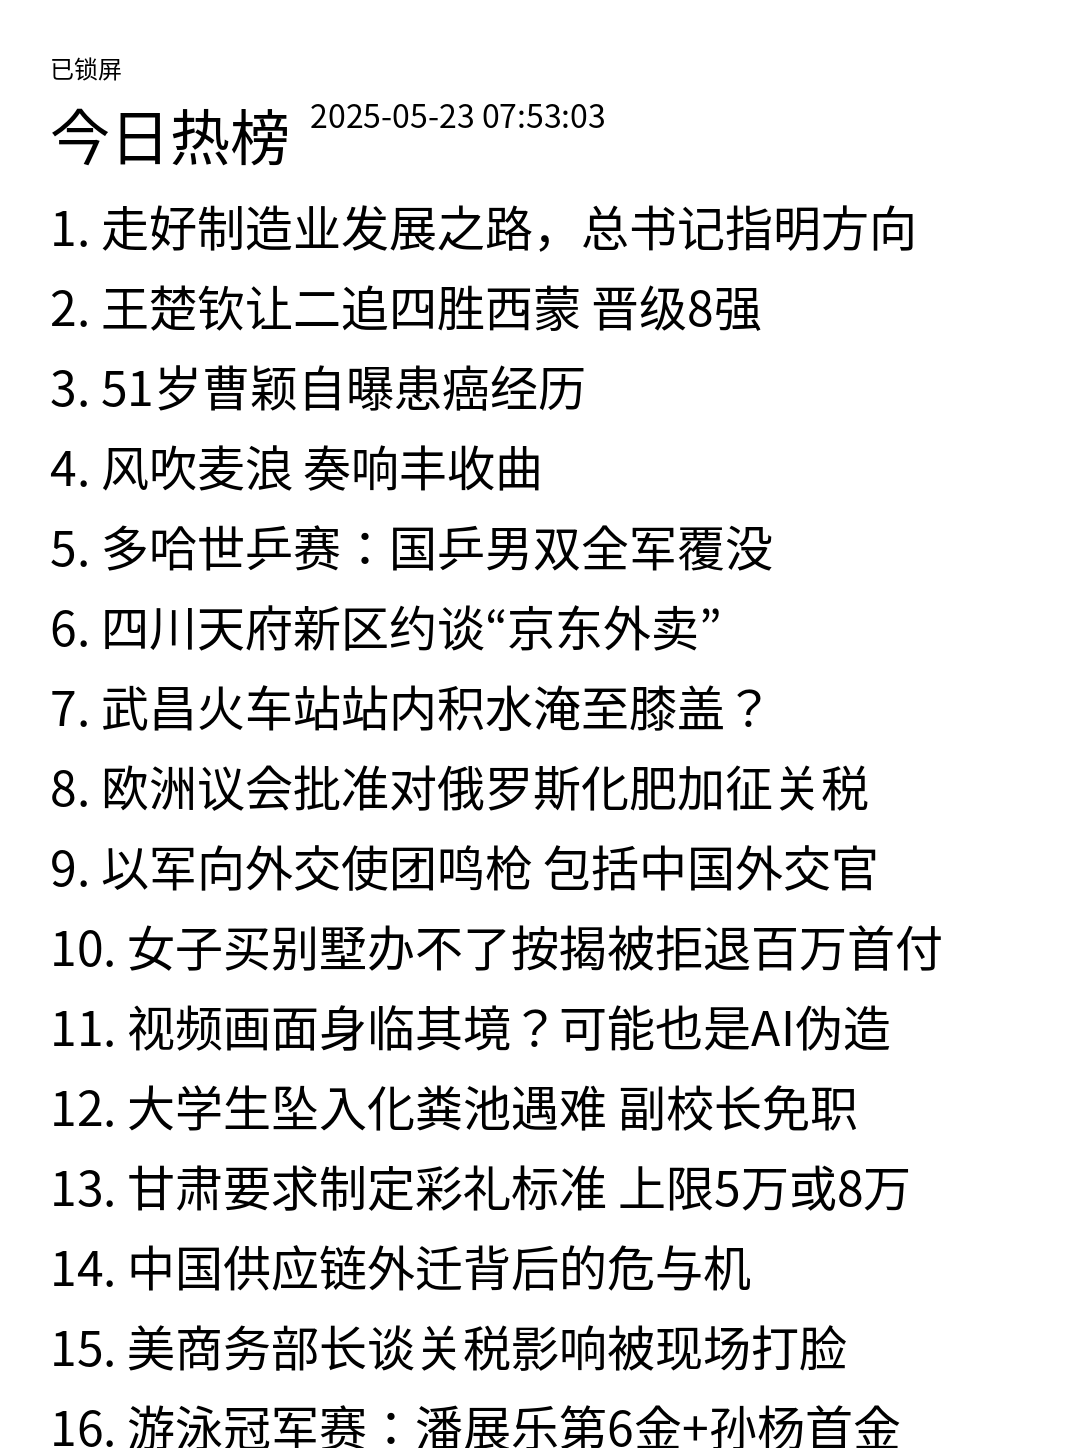 已锁屏
今日热榜 2025-05-23 07:53:03
1. 走好制造业发展之路，总书记指明方向
2. 王楚钦让二追四胜西蒙 晋级8强
3. 51岁曹颖自曝患癌经历
4. 风吹麦浪 奏响丰收曲
5. 多哈世乒赛：国乒男双全军覆没
6. 四川天府新区约谈“京东外卖”
7. 武昌火车站站内积水淹至膝盖？
8. 欧洲议会批准对俄罗斯化肥加征关税
9. 以军向外交使团鸣枪 包括中国外交官
10. 女子买别墅办不了按揭被拒退百万首付
11. 视频画面身临其境？可能也是AI伪造
12. 大学生坠入化粪池遇难 副校长免职
13. 甘肃要求制定彩礼标准 上限5万或8万
14. 中国供应链外迁背后的危与机
15. 美商务部长谈关税影响被现场打脸
16. 游泳冠军赛：潘展乐第6金+孙杨首金